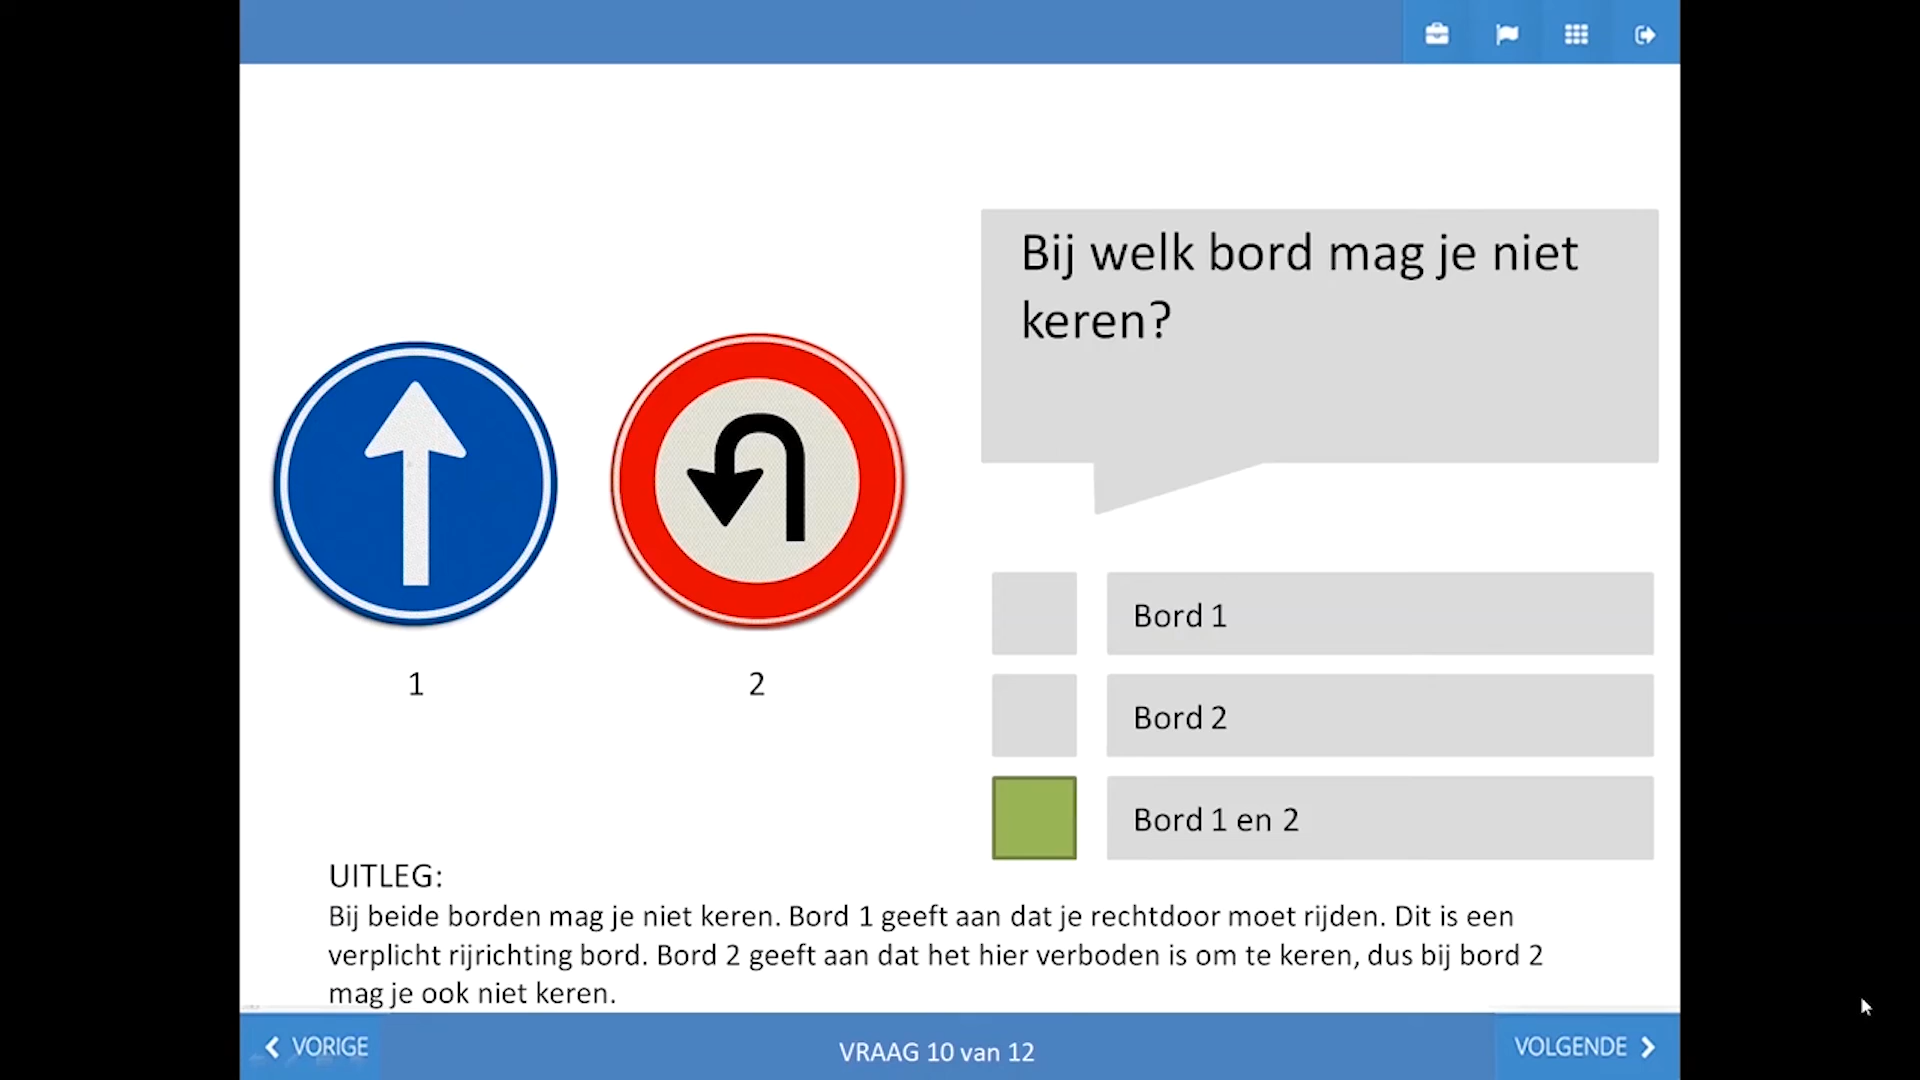 Bij welk bord mag je niet
keren?
1
2
Bord 1
Bord 2
Bord 1 en 2
UITLEG:
Bij beide borden mag je niet keren. Bord 1 geeft aan dat je rechtdoor moet rijden. Dit is een
verplicht rijrichting bord. Bord 2 geeft aan dat het hier verboden is om te keren, dus bij bord 2
mag je ook niet keren.
VORIGE
VRAAG 10 van 12
VOLGENDE